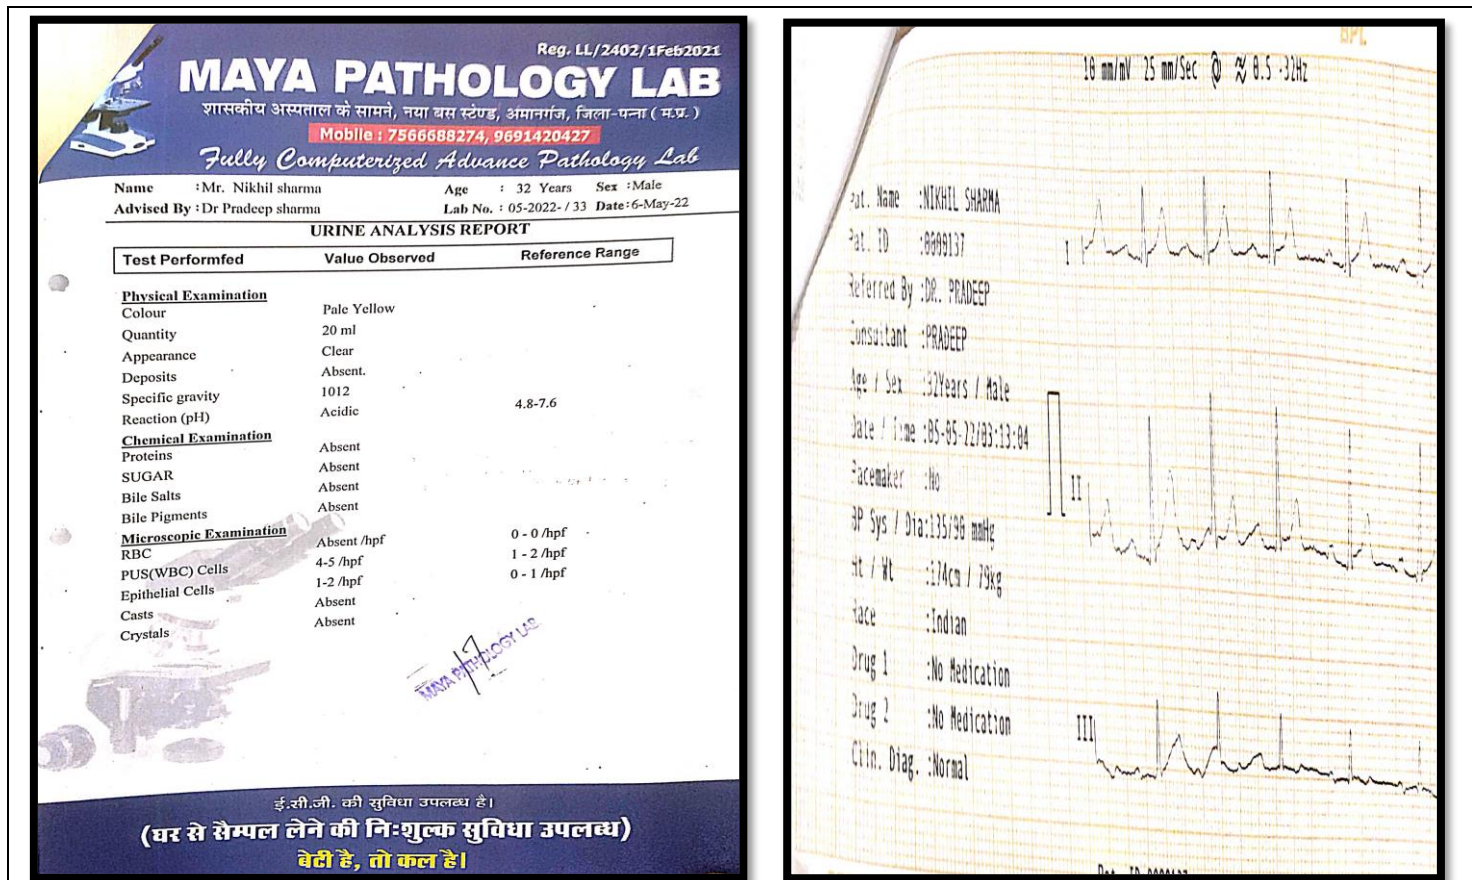 Reg. LL/2402/1Feb2021
MAYA PATHOLOGY LAB
शासकीय अस्पताल के सामने, नया बस स्टेण्ड, अमानगंज, जिला-पन्ना ( म.प्र. )
Mobile : 7566688274, 9691420427
Fully Computerized Advance Pathology Lab
Name : Mr. Nikhil sharma Age : 32 Years Sex : Male
Advised By : Dr Pradeep sharma Lab No. : 05-2022- / 33 Date: 6-May-22
URINE ANALYSIS REPORT
Test Performfed Value Observed Reference Range
Physical Examination
Colour Pale Yellow
Quantity 20 ml
Appearance Clear
Deposits Absent.
Specific gravity 1012
Reaction (pH) Acidic 4.8-7.6
Chemical Examination
Proteins Absent
SUGAR Absent
Bile Salts Absent
Bile Pigments Absent
Microscopic Examination
RBC Absent /hpf 0 - 0 /hpf
PUS(WBC) Cells 4-5 /hpf 1 - 2 /hpf
Epithelial Cells 1-2 /hpf 0 - 1 /hpf
Casts Absent
Crystals Absent
MAYA PATHOLOGY LAB
ई.सी.जी. की सुविधा उपलब्ध है।
(घर से सैम्पल लेने की निःशुल्क सुविधा उपलब्ध)
बेटी है, तो कल है।
BPL
10 mm/mV 25 mm/Sec 0.5 -32Hz
Pat. Name :NIKHIL SHARMA
Pat. ID :0009137
Referred By :DR. PRADEEP
Consultant :PRADEEP
Age / Sex :32Years / Male
Date / Time :05-05-22/03:13:04
Pacemaker :No
BP Sys / Dia:135/90 mmHg
Ht / Wt :174cm / 79kg
Race :Indian
Drug 1 :No Medication
Drug 2 :No Medication
Clin. Diag. :Normal
I
II
III